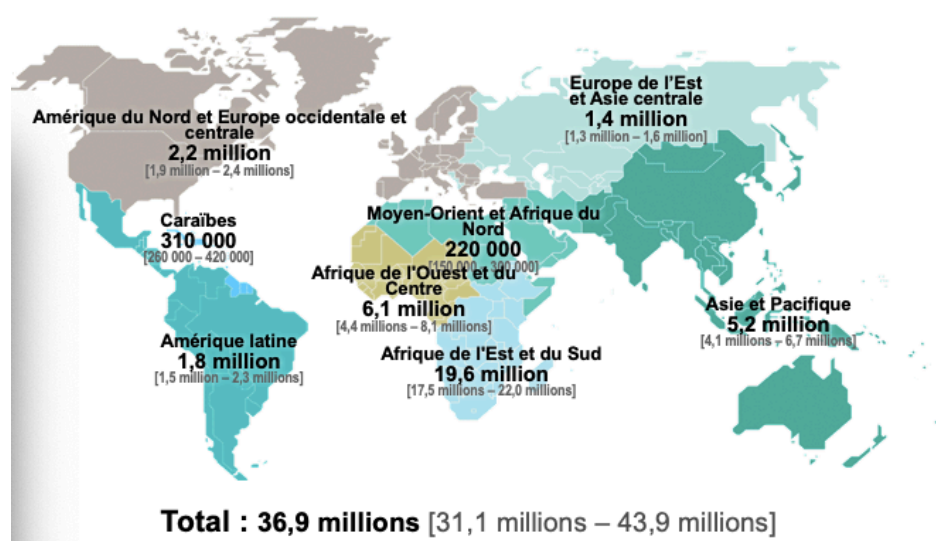 Amérique du Nord et Europe occidentale et
centrale
2,2 million
[1,9 million – 2,4 millions]
Europe de l'Est
et Asie centrale
1,4 million
[1,3 million – 1,6 million]
Caraïbes
310 000
[260 000 – 420 000]
Moyen-Orient et Afrique du
Nord
220 000
[150 000 – 300 000]
Afrique de l'Ouest et du
Centre
6,1 million
[4,4 millions – 8,1 millions]
Asie et Pacifique
5,2 million
[4,1 millions – 6,7 millions]
Amérique latine
1,8 million
[1,5 million – 2,3 millions]
Afrique de l'Est et du Sud
19,6 million
[17,5 millions – 22,0 millions]
Total : 36,9 millions [31,1 millions – 43,9 millions]